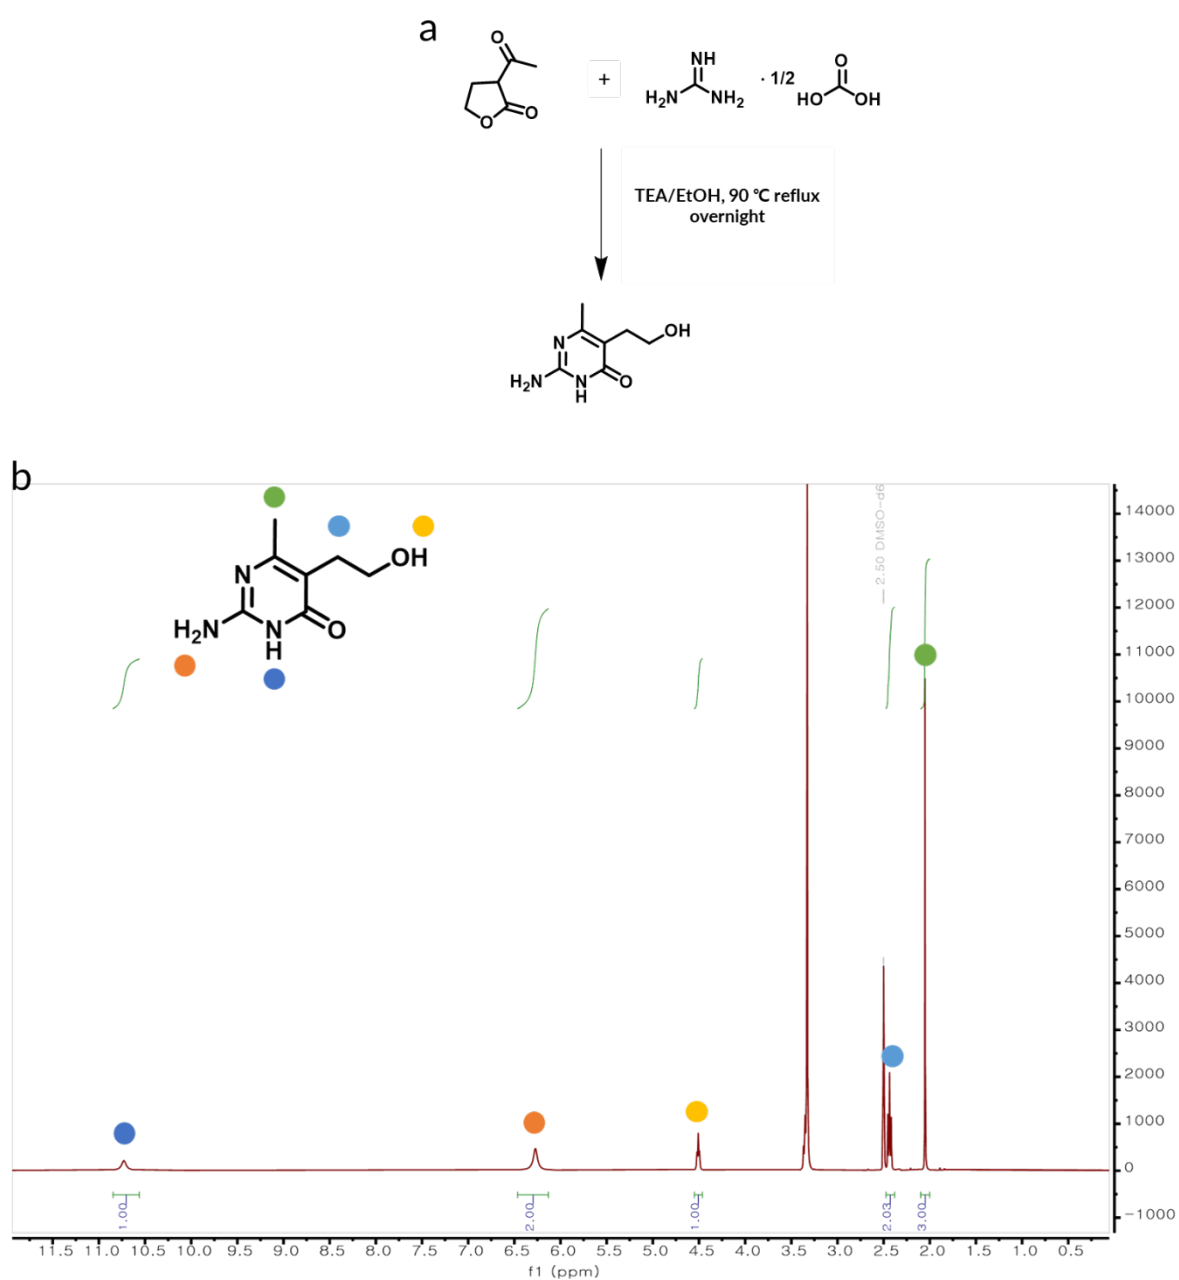 a
O
O
O
+
NH
H₂N
NH₂
· 1/2
O
HO
OH
TEA/EtOH, 90 ℃ reflux
overnight
N
OH
H₂N
N
H
O
b
N
OH
H₂N
N
H
O
2.50 DMSO-d6
14000
13000
12000
11000
10000
9000
8000
7000
6000
5000
4000
3000
2000
1000
0
-1000
1.00
2.00
1.00
2.03
3.00
11.5 11.0 10.5 10.0 9.5 9.0 8.5 8.0 7.5 7.0 6.5 6.0 5.5 5.0 4.5 4.0 3.5 3.0 2.5 2.0 1.5 1.0 0.5
f1 (ppm)